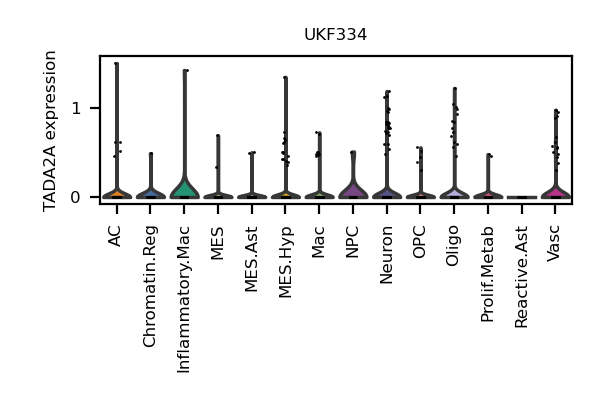 UKF334
TADA2A expression
1
0
AC
Chromatin.Reg
Inflammatory.Mac
MES
MES.Ast
MES.Hyp
Mac
NPC
Neuron
OPC
Oligo
Prolif.Metab
Reactive.Ast
Vasc